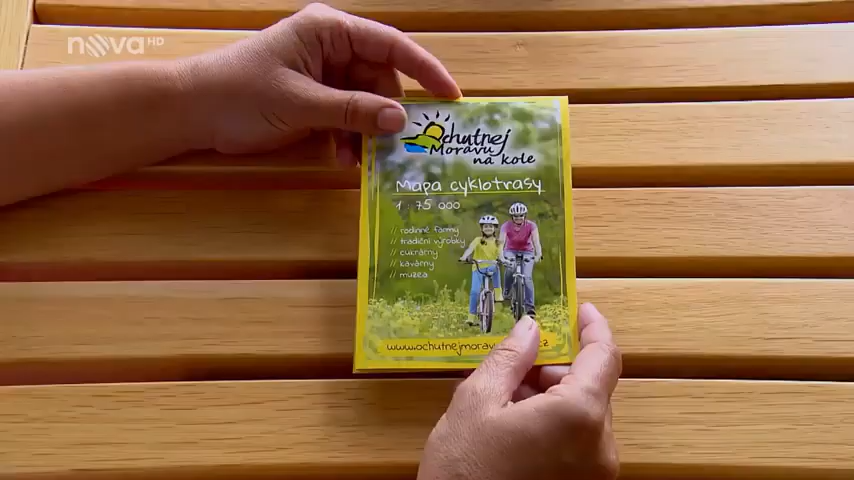 nova HD
Ochutnej
Moravu
na kole
Mapa cyklotrasy
1 : 75 000
// rodinné farmy
// tradiční výrobky
// cukrárny
// kavárny
// muzea